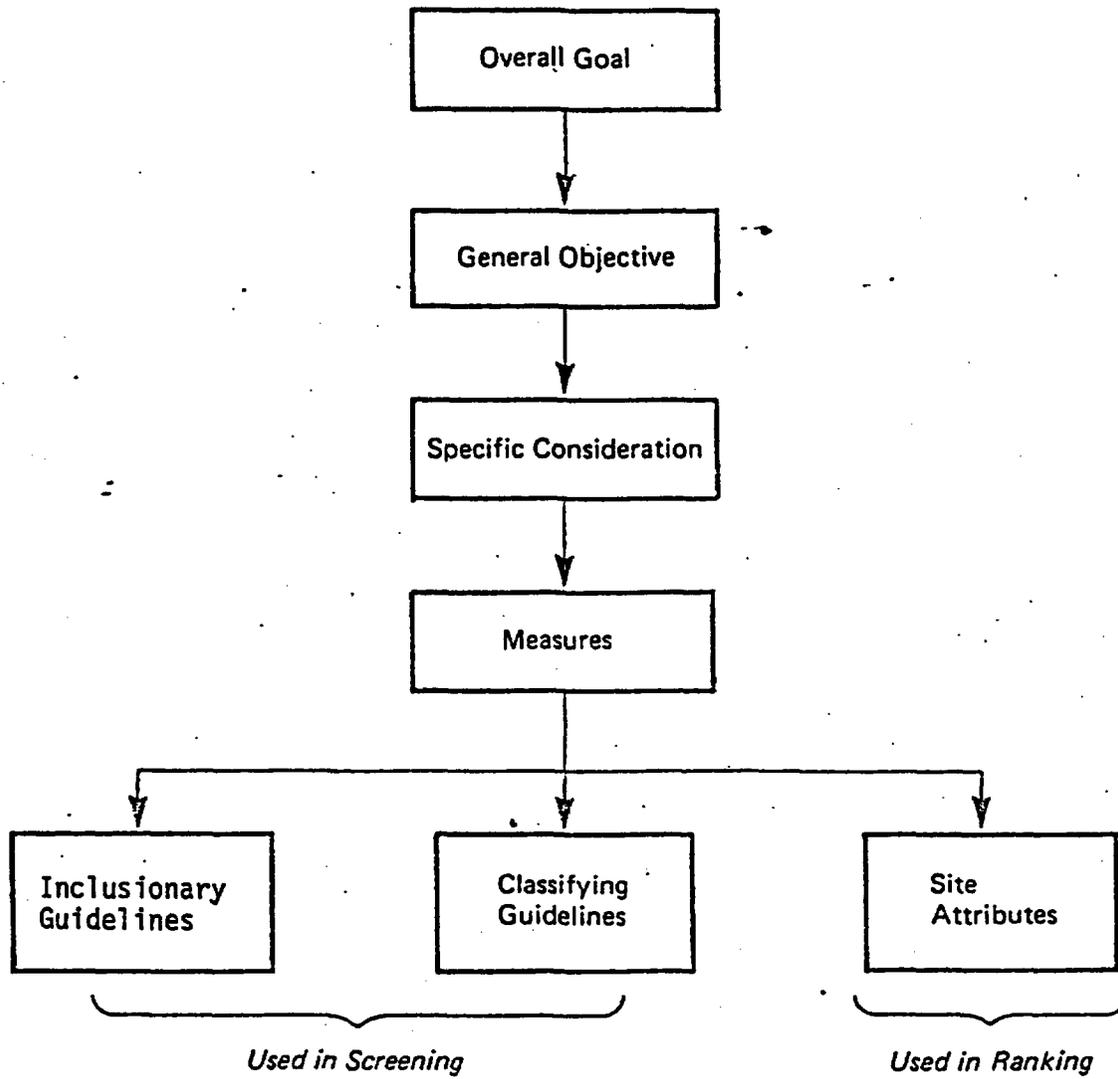 Overall Goal
General Objective
Specific Consideration
Measures
Inclusionary
Guidelines
Classifying
Guidelines
Site
Attributes
Used in Screening
Used in Ranking